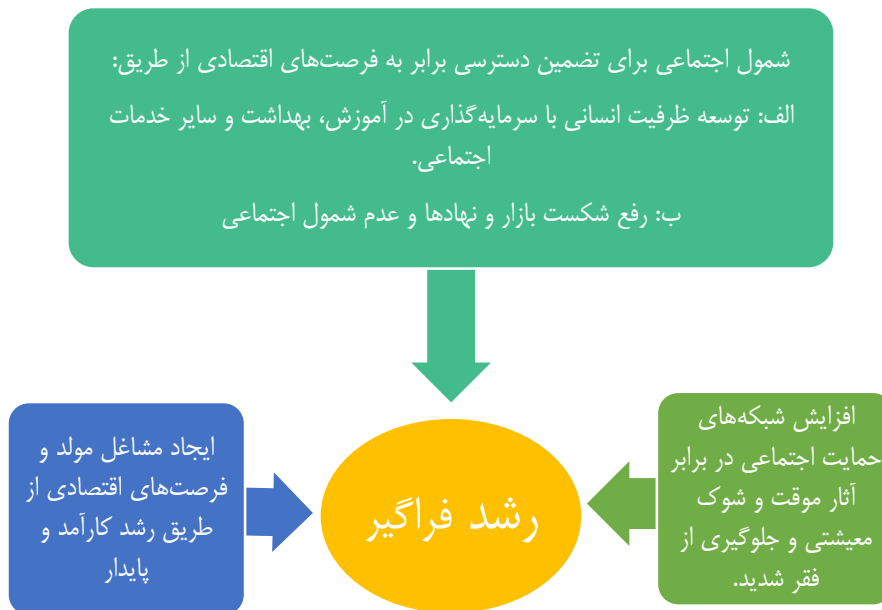 شمول اجتماعی برای تضمین دسترسی برابر به فرصت‌های اقتصادی از طریق:
الف: توسعه ظرفیت انسانی با سرمایه‌گذاری در آموزش، بهداشت و سایر خدمات
اجتماعی.
ب: رفع شکست بازار و نهادها و عدم شمول اجتماعی
افزایش شبکه‌های
حمایت اجتماعی در برابر
آثار موقت و شوک
معیشتی و جلوگیری از
فقر شدید.
رشد فراگیر
ایجاد مشاغل مولد و
فرصت‌های اقتصادی از
طریق رشد کارآمد و
پایدار